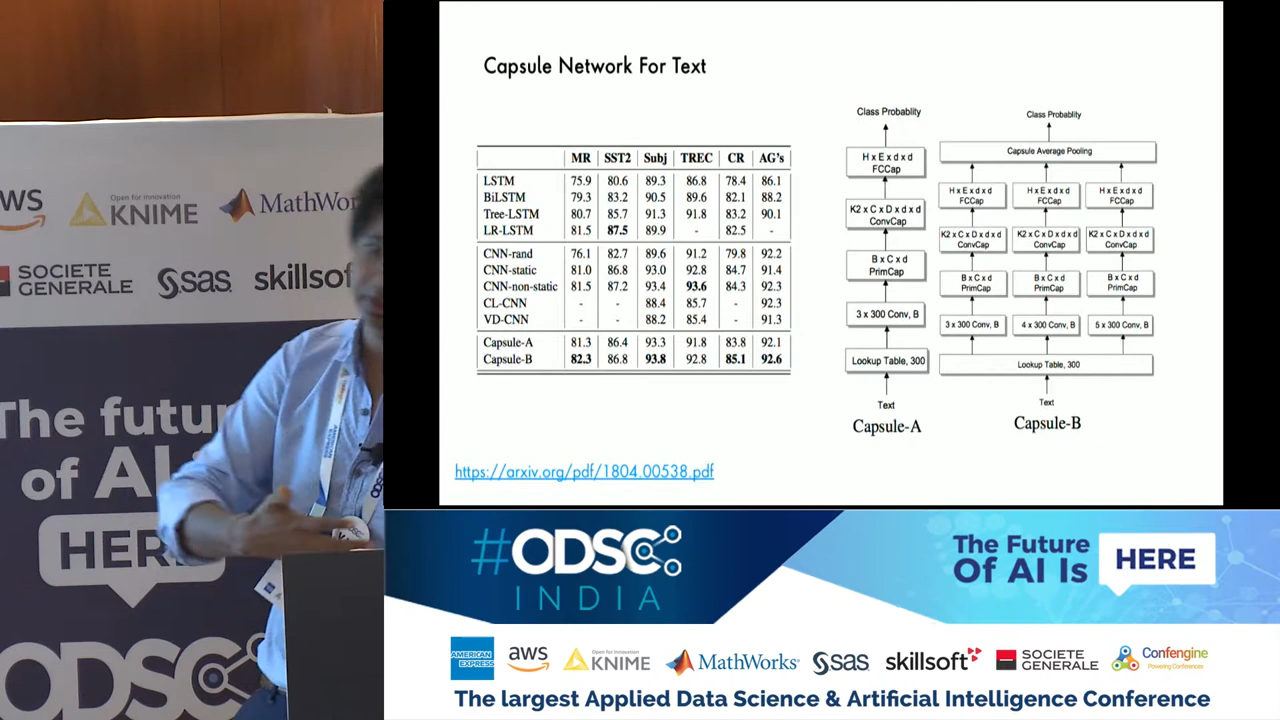 Capsule Network For Text
MR SST2 Subj TREC CR AG's
LSTM 75.9 80.6 89.3 86.8 78.4 86.1
BiLSTM 79.3 83.2 90.5 89.6 82.1 88.2
Tree-LSTM 80.7 85.7 91.3 91.8 83.2 90.1
LR-LSTM 81.5 87.5 89.9 - 82.5 -
CNN-rand 76.1 82.7 89.6 91.2 79.8 92.2
CNN-static 81.0 86.8 93.0 92.8 84.7 91.4
CNN-non-static 81.5 87.2 93.4 93.6 84.3 92.3
CL-CNN - - 88.4 85.7 - 92.3
VD-CNN - - 88.2 85.4 - 91.3
Capsule-A 81.3 86.4 93.3 91.8 83.8 92.1
Capsule-B 82.3 86.8 93.8 92.8 85.1 92.6
https://arxiv.org/pdf/1804.00538.pdf
Class Probablity
H x E x d x d
FCCap
K2 x C x D x d x d
ConvCap
B x C x d
PrimCap
3 x 300 Conv, B
Lookup Table, 300
Text
Capsule-A
Class Probablity
Capsule Average Pooling
H x E x d x d H x E x d x d H x E x d x d
FCCap FCCap FCCap
K2 x C x D x d x d K2 x C x D x d x d K2 x C x D x d x d
ConvCap ConvCap ConvCap
B x C x d B x C x d B x C x d
PrimCap PrimCap PrimCap
3 x 300 Conv, B 4 x 300 Conv, B 5 x 300 Conv, B
Lookup Table, 300
Text
Capsule-B
Open for Innovation
KNIME
SOCIETE
GENERALE
sas
skillsof
The
of AI
ODSC
#ODSC
INDIA
The Future
Of AI Is
HERE
AMERICAN
EXPRESS
aws
Open for Innovation
KNIME
MathWorks
sas
skillsoft
SOCIETE
GENERALE
Confengine
Powering Conferences
The largest Applied Data Science & Artificial Intelligence Conference